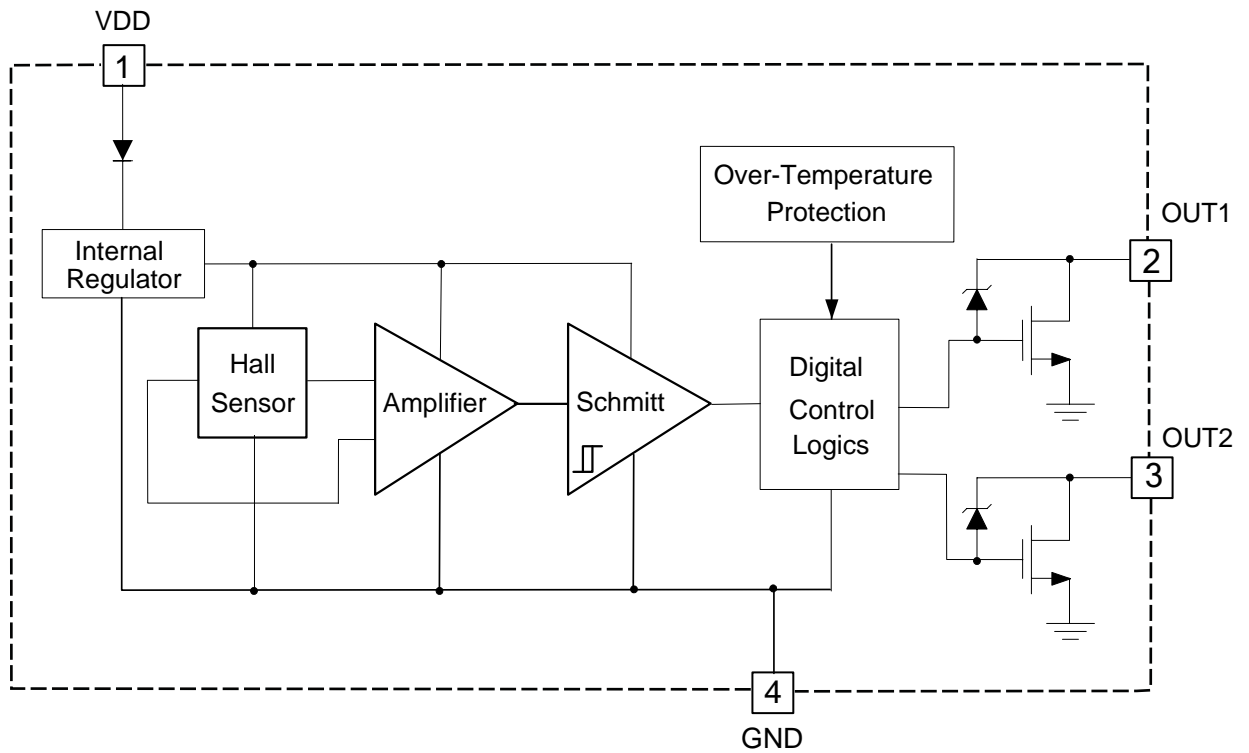 VDD
1
Over-Temperature
Protection
OUT1
2
Internal
Regulator
Hall
Sensor
Amplifier
Schmitt
Digital
Control
Logics
OUT2
3
4
GND